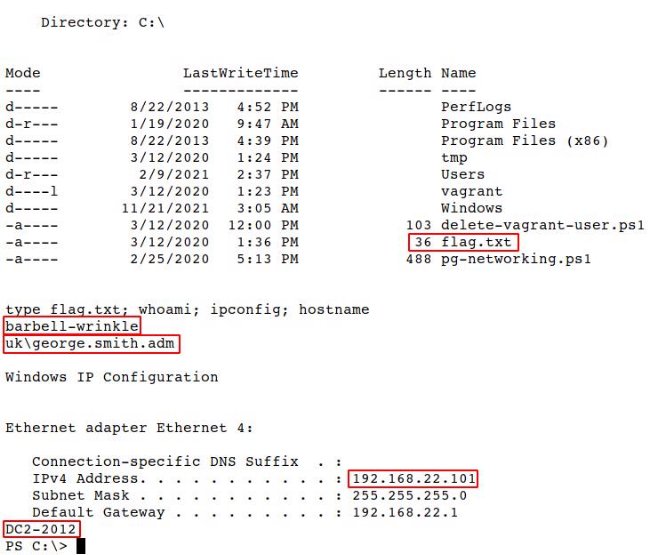 Directory: C:\
Mode LastWriteTime Length Name
---- ------------- ------ ----
d----- 8/22/2013 4:52 PM PerfLogs
d-r--- 1/19/2020 9:47 AM Program Files
d----- 8/22/2013 4:39 PM Program Files (x86)
d----- 3/12/2020 1:24 PM tmp
d-r--- 2/9/2021 2:37 PM Users
d----l 3/12/2020 1:23 PM vagrant
d----- 11/21/2021 3:05 AM Windows
-a---- 3/12/2020 12:00 PM 103 delete-vagrant-user.ps1
-a---- 3/12/2020 1:36 PM 36 flag.txt
-a---- 2/25/2020 5:13 PM 488 pg-networking.ps1
type flag.txt; whoami; ipconfig; hostname
barbell-wrinkle
uk\george.smith.adm
Windows IP Configuration
Ethernet adapter Ethernet 4:
Connection-specific DNS Suffix . :
IPv4 Address. . . . . . . . . . . : 192.168.22.101
Subnet Mask . . . . . . . . . . . : 255.255.255.0
Default Gateway . . . . . . . . . : 192.168.22.1
DC2-2012
PS C:\>